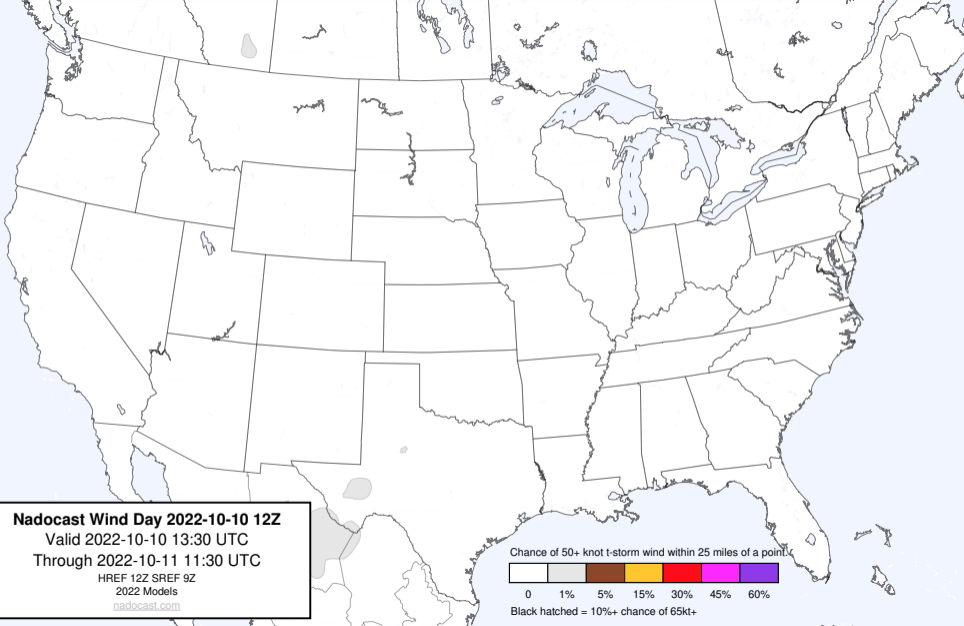 Nadocast Wind Day 2022-10-10 12Z
Valid 2022-10-10 13:30 UTC
Through 2022-10-11 11:30 UTC
HREF 12Z SREF 9Z
2022 Models
nadocast.com
Chance of 50+ knot t-storm wind within 25 miles of a point.
0 1% 5% 15% 30% 45% 60%
Black hatched = 10%+ chance of 65kt+